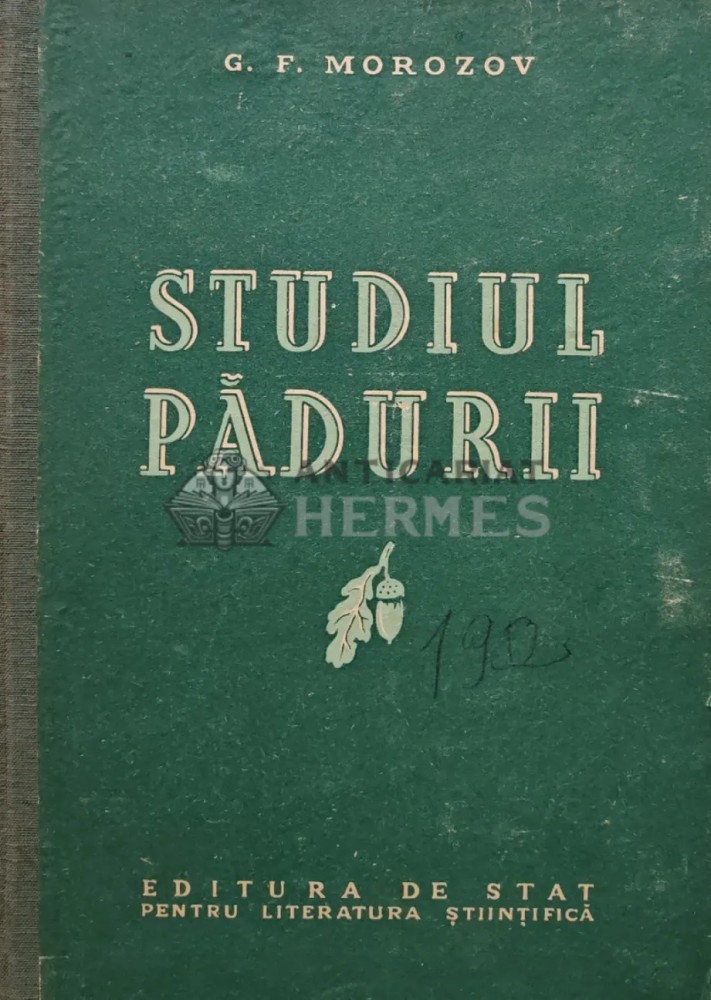 G. F. MOROZOV
STUDIUL
PĂDURII
ANTICARIAT
HERMES
EDITURA DE STAT
PENTRU LITERATURA ȘTIINȚIFICĂ